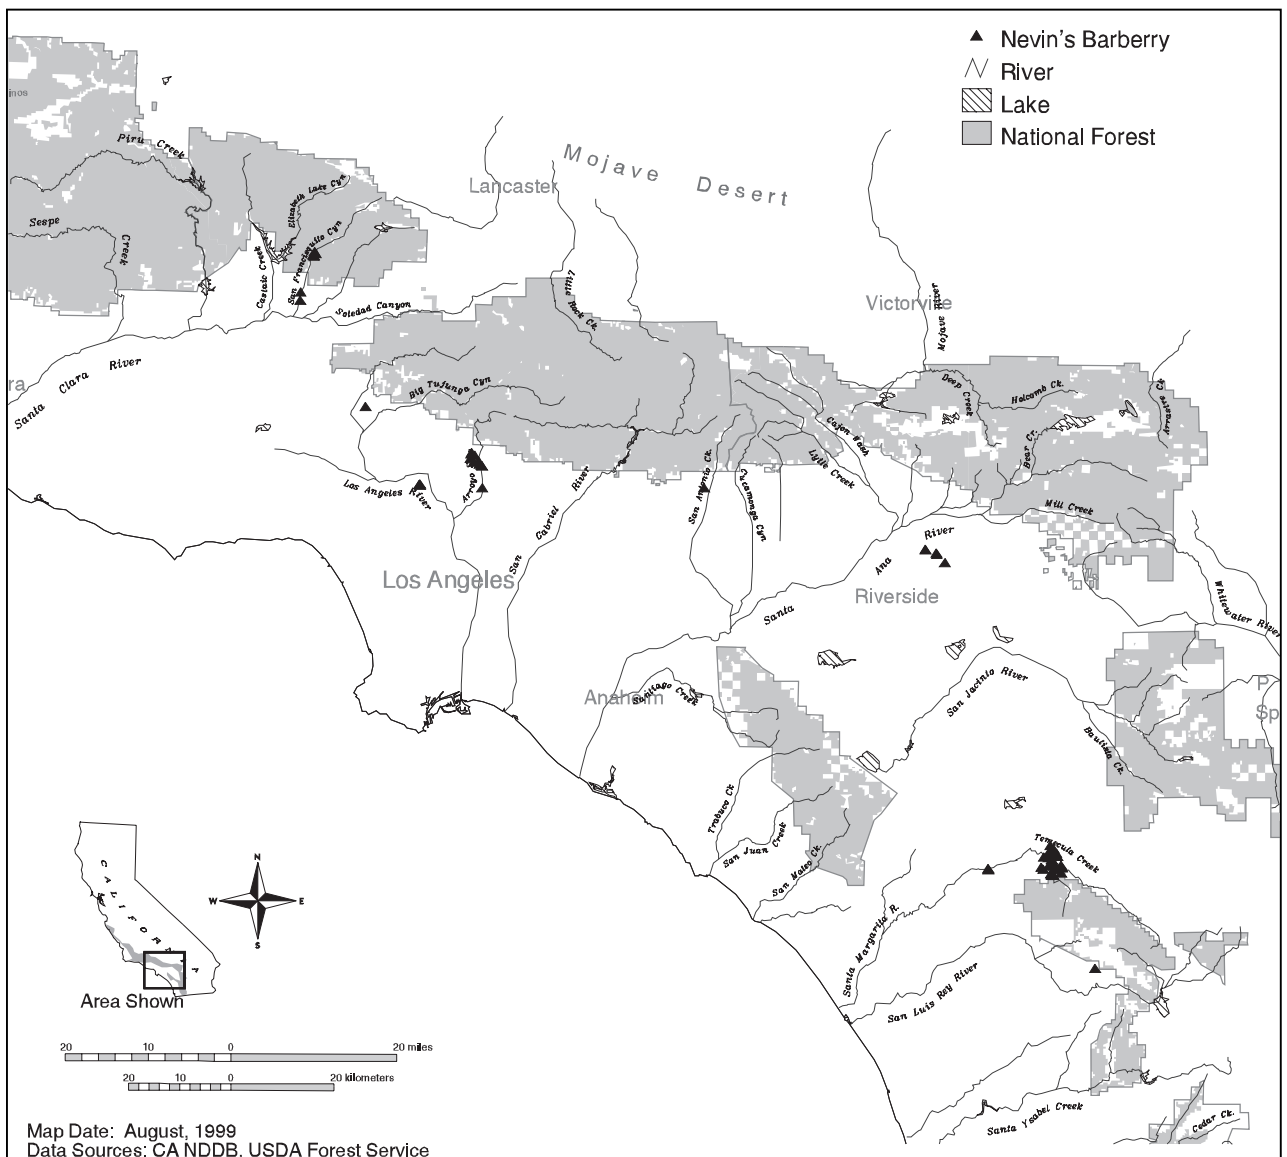 Nevin's Barberry
River
Lake
National Forest
inos
Piru Creek
Mojave Desert
Lancaster
Elizabeth Lake Cyn
Sespe
Creek
San Francisquito Cyn
Castaic Creek
Soledad Canyon
Rock Ck.
Victorville
Mojave River
Santa Clara River
ra
Big Tujunga Cyn
Deep Creek
Holcomb Ck.
Arrastre Ck
Cajon Wash
Bear Cr.
Lytle Creek
Los Angeles River
Arroyo
San Gabriel River
San Antonio Ck.
Cucamonga Cyn
Mill Creek
Santa Ana River
Los Angeles
Riverside
Whitewater River
Anaheim
Santiago Creek
San Jacinto River
P
Sp
Bautista Ck.
Trabuco Ck
San Juan Creek
San Mateo Ck.
Temecula Creek
Santa Margarita R.
San Luis Rey River
Santa Ysabel Creek
Cedar Ck.
CALIFORNIA
N
W E
S
Area Shown
20 10 0 20 miles
20 10 0 20 kilometers
Map Date: August, 1999
Data Sources: CA NDDB, USDA Forest Service